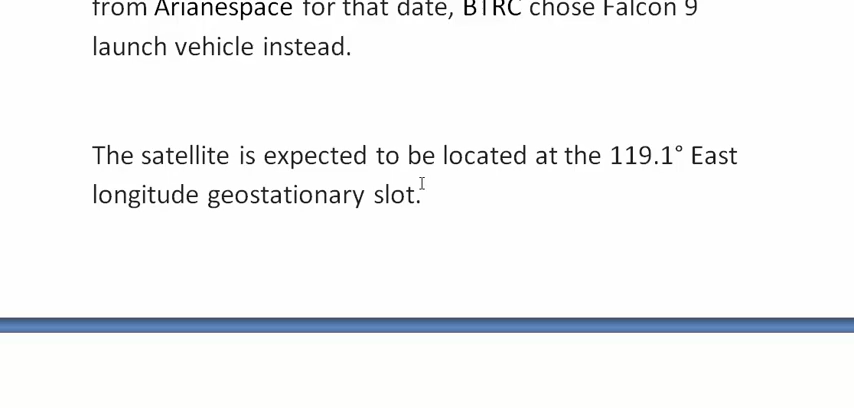 from Arianespace for that date, BTRC chose Falcon 9
launch vehicle instead.
The satellite is expected to be located at the 119.1° East
longitude geostationary slot.